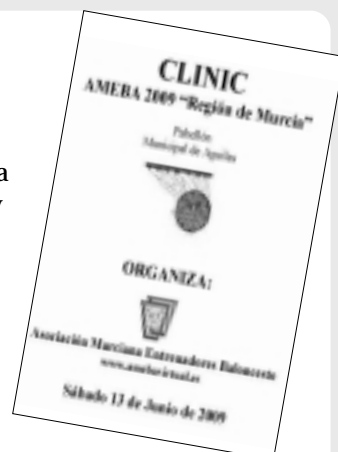 a
y
CLINIC
AMEBA 2009 "Región de Murcia"
Pabellón
Municipal de Aguilas
ORGANIZA:
Asociación Murciana Entrenadores Baloncesto
Sábado 13 de Junio de 2009